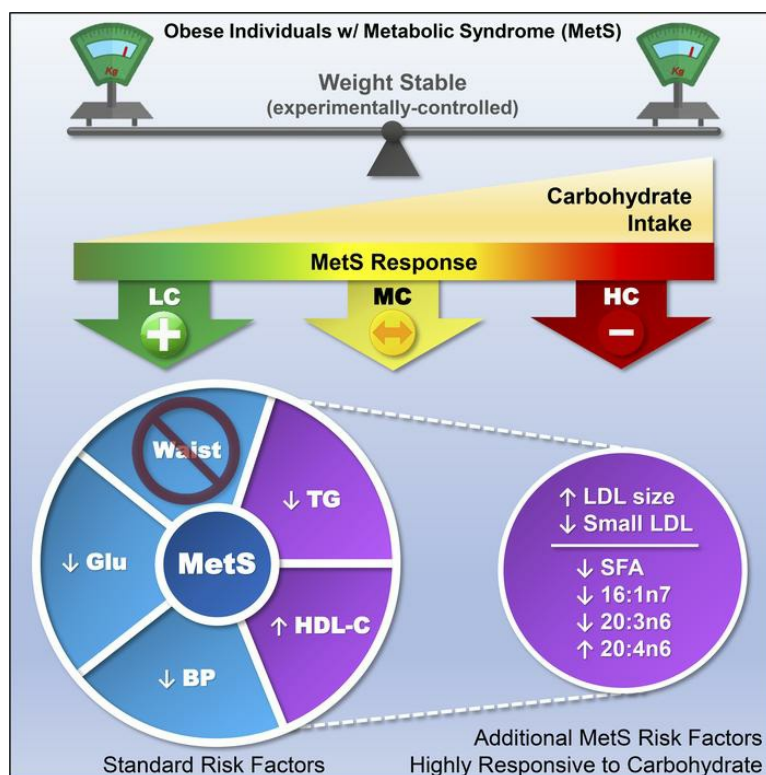 Obese Individuals w/ Metabolic Syndrome (MetS)
Kg
Kg
Weight Stable
(experimentally-controlled)
Carbohydrate
Intake
MetS Response
LC
MC
HC
Waist
↓ TG
↓ Glu
MetS
↑ HDL-C
↓ BP
↑ LDL size
↓ Small LDL
↓ SFA
↓ 16:1n7
↓ 20:3n6
↑ 20:4n6
Standard Risk Factors
Additional MetS Risk Factors
Highly Responsive to Carbohydrate